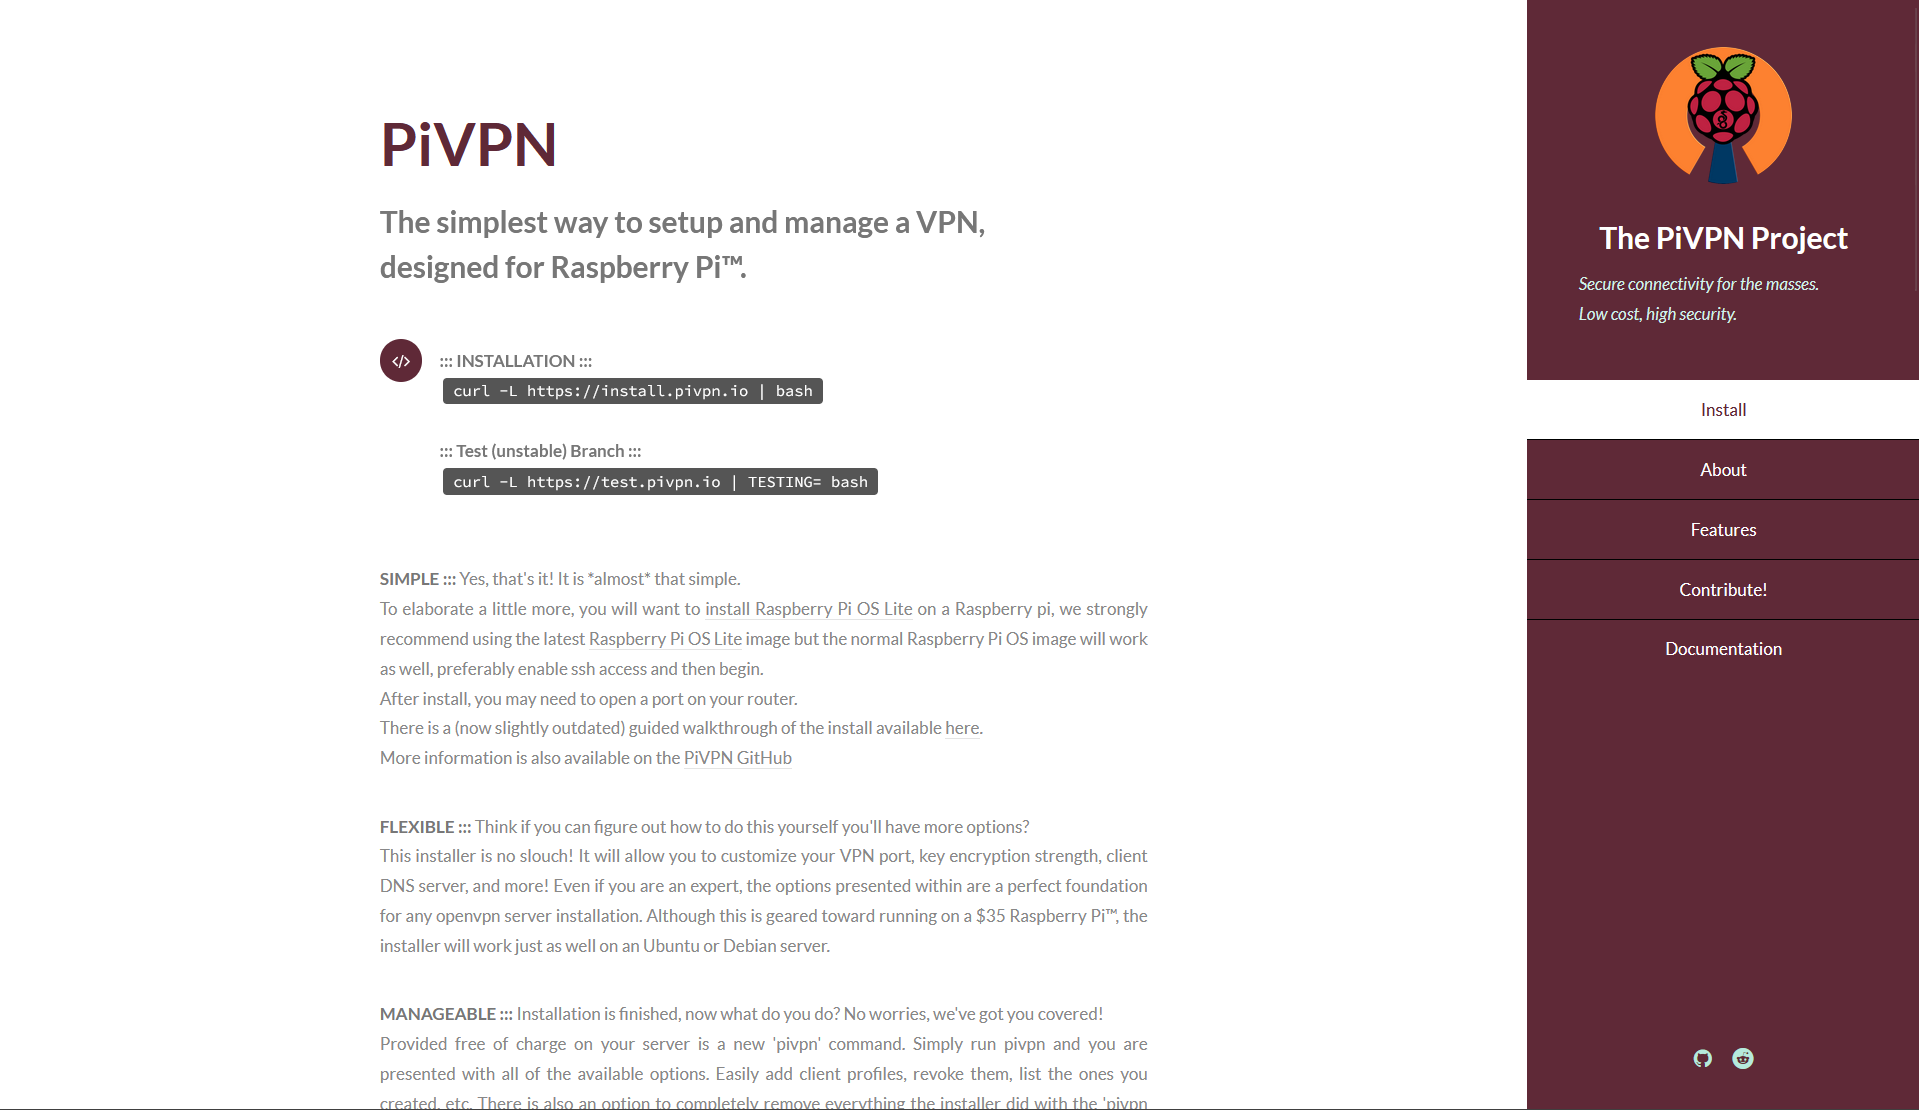 PiVPN
The simplest way to setup and manage a VPN,
designed for Raspberry Pi™.
::: INSTALLATION :::
curl -L https://install.pivpn.io | bash
::: Test (unstable) Branch :::
curl -L https://test.pivpn.io | TESTING= bash
SIMPLE ::: Yes, that's it! It is *almost* that simple.
To elaborate a little more, you will want to install Raspberry Pi OS Lite on a Raspberry pi, we strongly
recommend using the latest Raspberry Pi OS Lite image but the normal Raspberry Pi OS image will work
as well, preferably enable ssh access and then begin.
After install, you may need to open a port on your router.
There is a (now slightly outdated) guided walkthrough of the install available here.
More information is also available on the PiVPN GitHub
FLEXIBLE ::: Think if you can figure out how to do this yourself you'll have more options?
This installer is no slouch! It will allow you to customize your VPN port, key encryption strength, client
DNS server, and more! Even if you are an expert, the options presented within are a perfect foundation
for any openvpn server installation. Although this is geared toward running on a $35 Raspberry Pi™, the
installer will work just as well on an Ubuntu or Debian server.
MANAGEABLE ::: Installation is finished, now what do you do? No worries, we've got you covered!
Provided free of charge on your server is a new 'pivpn' command. Simply run pivpn and you are
presented with all of the available options. Easily add client profiles, revoke them, list the ones you
created, etc. There is also an option to completely remove everything the installer did with the 'pivpn
The PiVPN Project
Secure connectivity for the masses.
Low cost, high security.
Install
About
Features
Contribute!
Documentation